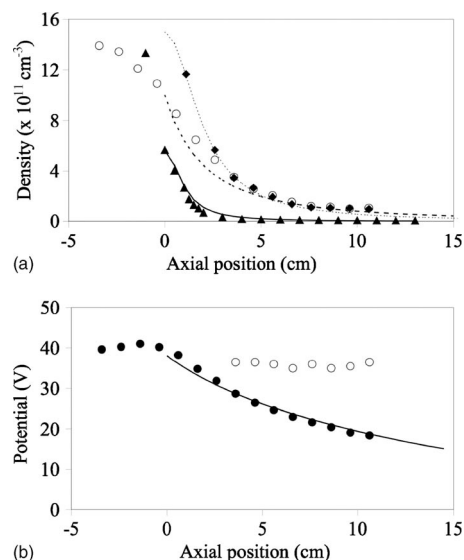 16
12
8
4
0
-5 0 5 10 15
Density (x 10¹¹ cm⁻³)
(a) Axial position (cm)
50
40
30
20
10
0
-5 0 5 10 15
Potential (V)
(b) Axial position (cm)